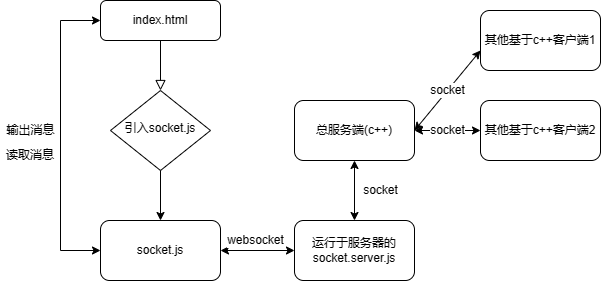 index.html
引入socket.js
输出消息
读取消息
socket.js
websocket
运行于服务器的
socket.server.js
socket
总服务端(c++)
socket
socket
其他基于c++客户端1
其他基于c++客户端2